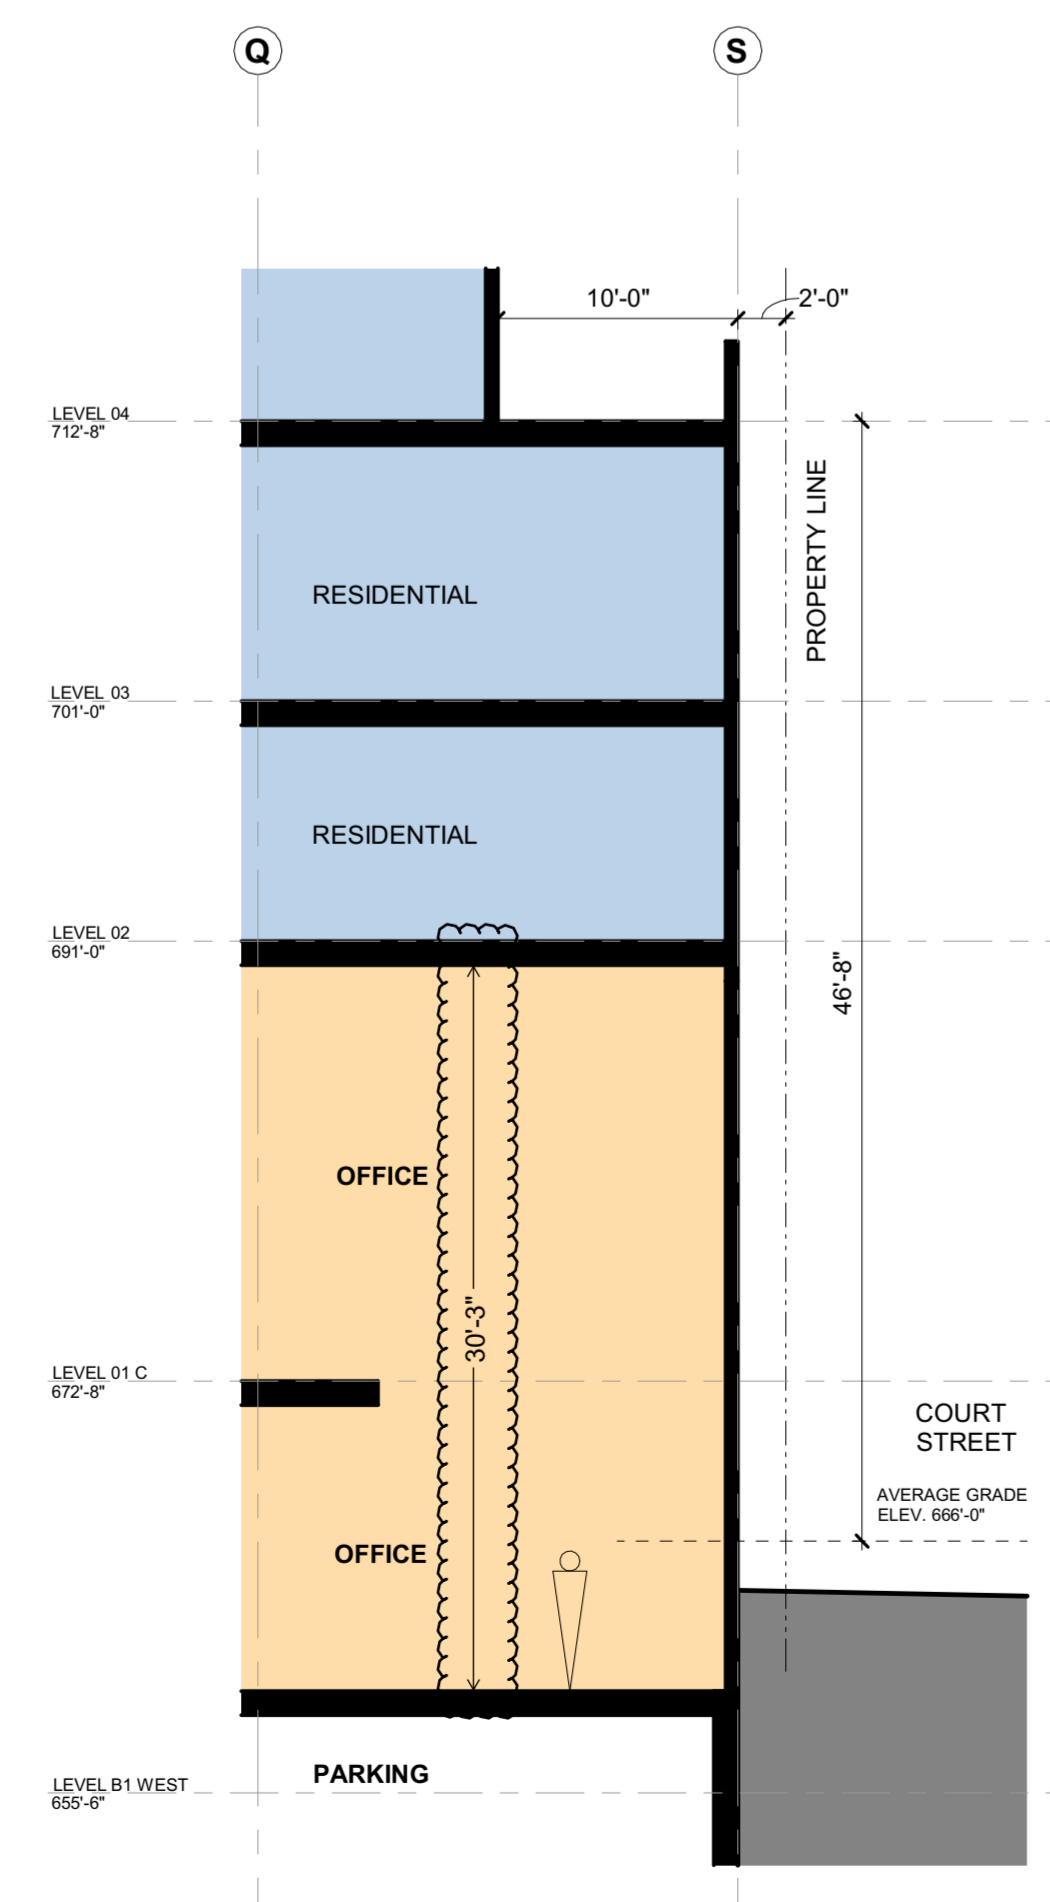 Q
S
10'-0"
2'-0"
LEVEL 04
712'-8"
PROPERTY LINE
RESIDENTIAL
LEVEL 03
701'-0"
RESIDENTIAL
LEVEL 02
691'-0"
46'-8"
OFFICE
30'-3"
LEVEL 01 C
672'-8"
COURT
STREET
AVERAGE GRADE
ELEV. 666'-0"
OFFICE
PARKING
LEVEL B1 WEST
655'-6"